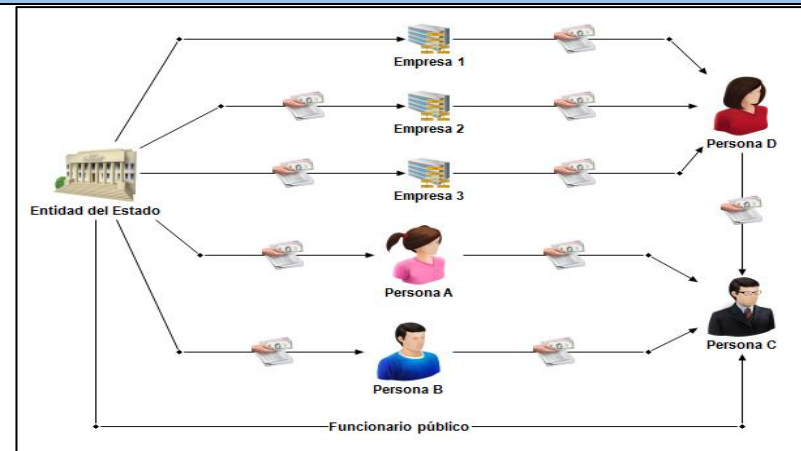 Empresa 1
Empresa 2
Persona D
Empresa 3
Entidad del Estado
Persona A
Persona C
Persona B
Funcionario público